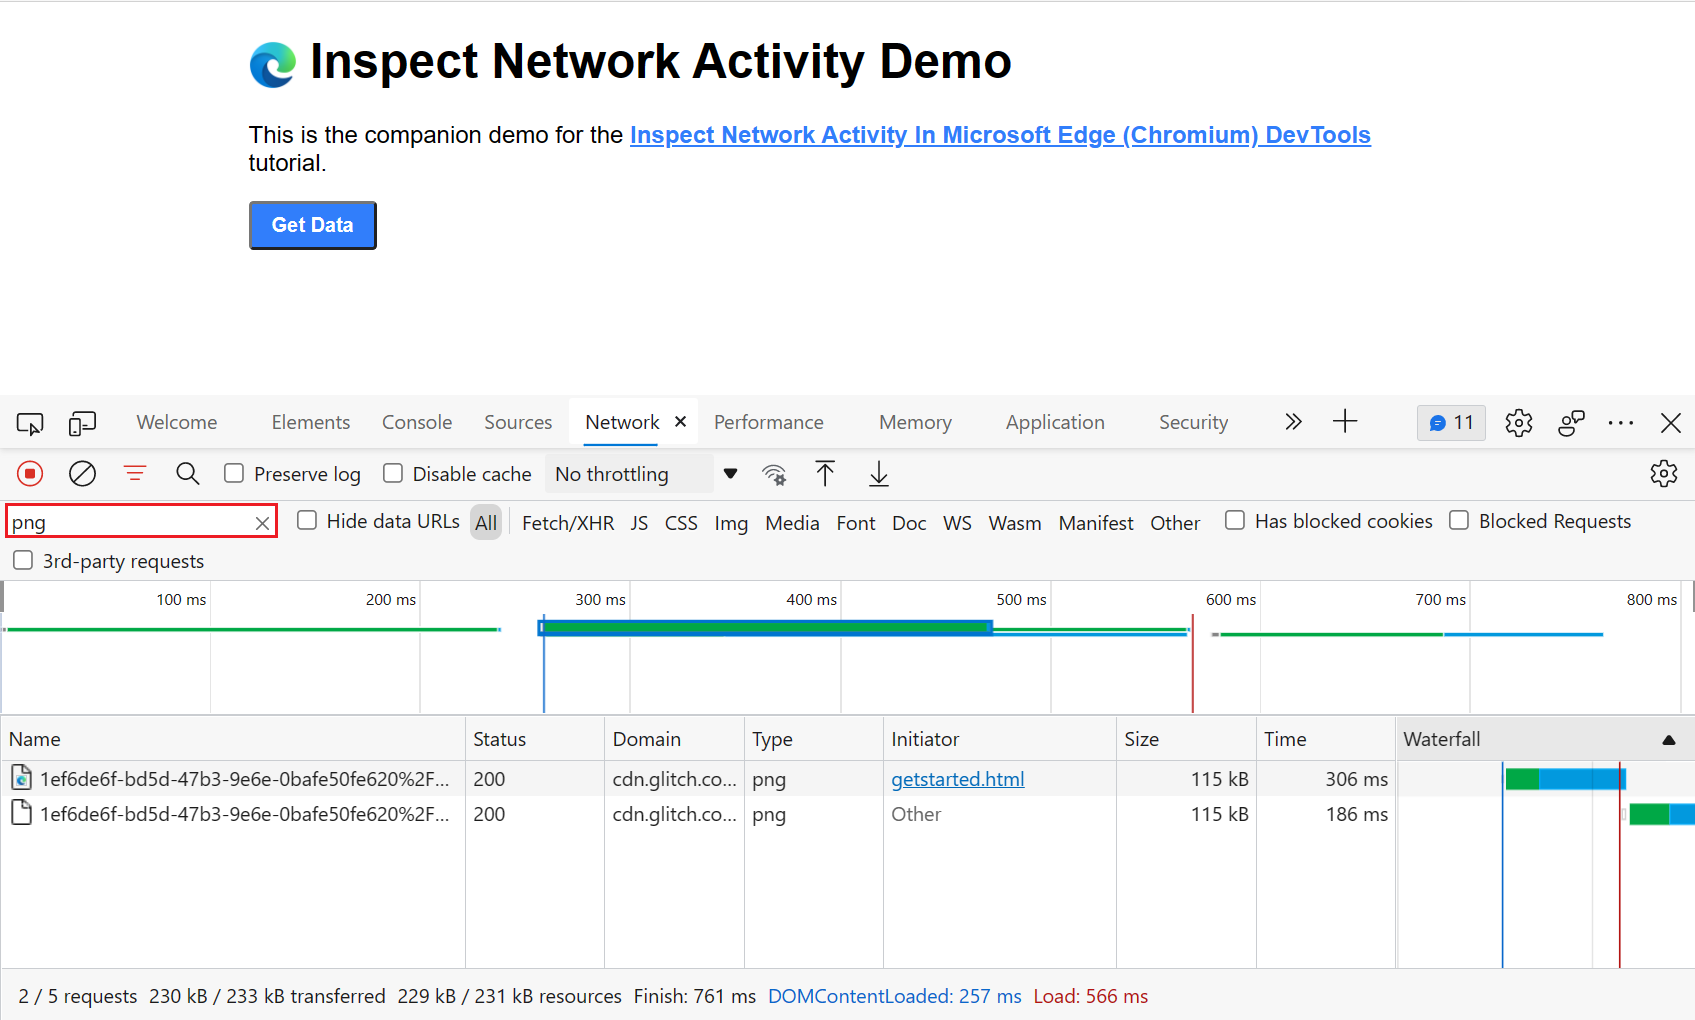 Inspect Network Activity Demo
This is the companion demo for the Inspect Network Activity In Microsoft Edge (Chromium) DevTools
tutorial.
Get Data
Welcome Elements Console Sources Network Performance Memory Application Security 11
Preserve log Disable cache No throttling
png Hide data URLs All Fetch/XHR JS CSS Img Media Font Doc WS Wasm Manifest Other Has blocked cookies Blocked Requests
3rd-party requests
100 ms 200 ms 300 ms 400 ms 500 ms 600 ms 700 ms 800 ms
Name Status Domain Type Initiator Size Time Waterfall
1ef6de6f-bd5d-47b3-9e6e-0bafe50fe620%2F... 200 cdn.glitch.co... png getstarted.html 115 kB 306 ms
1ef6de6f-bd5d-47b3-9e6e-0bafe50fe620%2F... 200 cdn.glitch.co... png Other 115 kB 186 ms
2 / 5 requests 230 kB / 233 kB transferred 229 kB / 231 kB resources Finish: 761 ms DOMContentLoaded: 257 ms Load: 566 ms